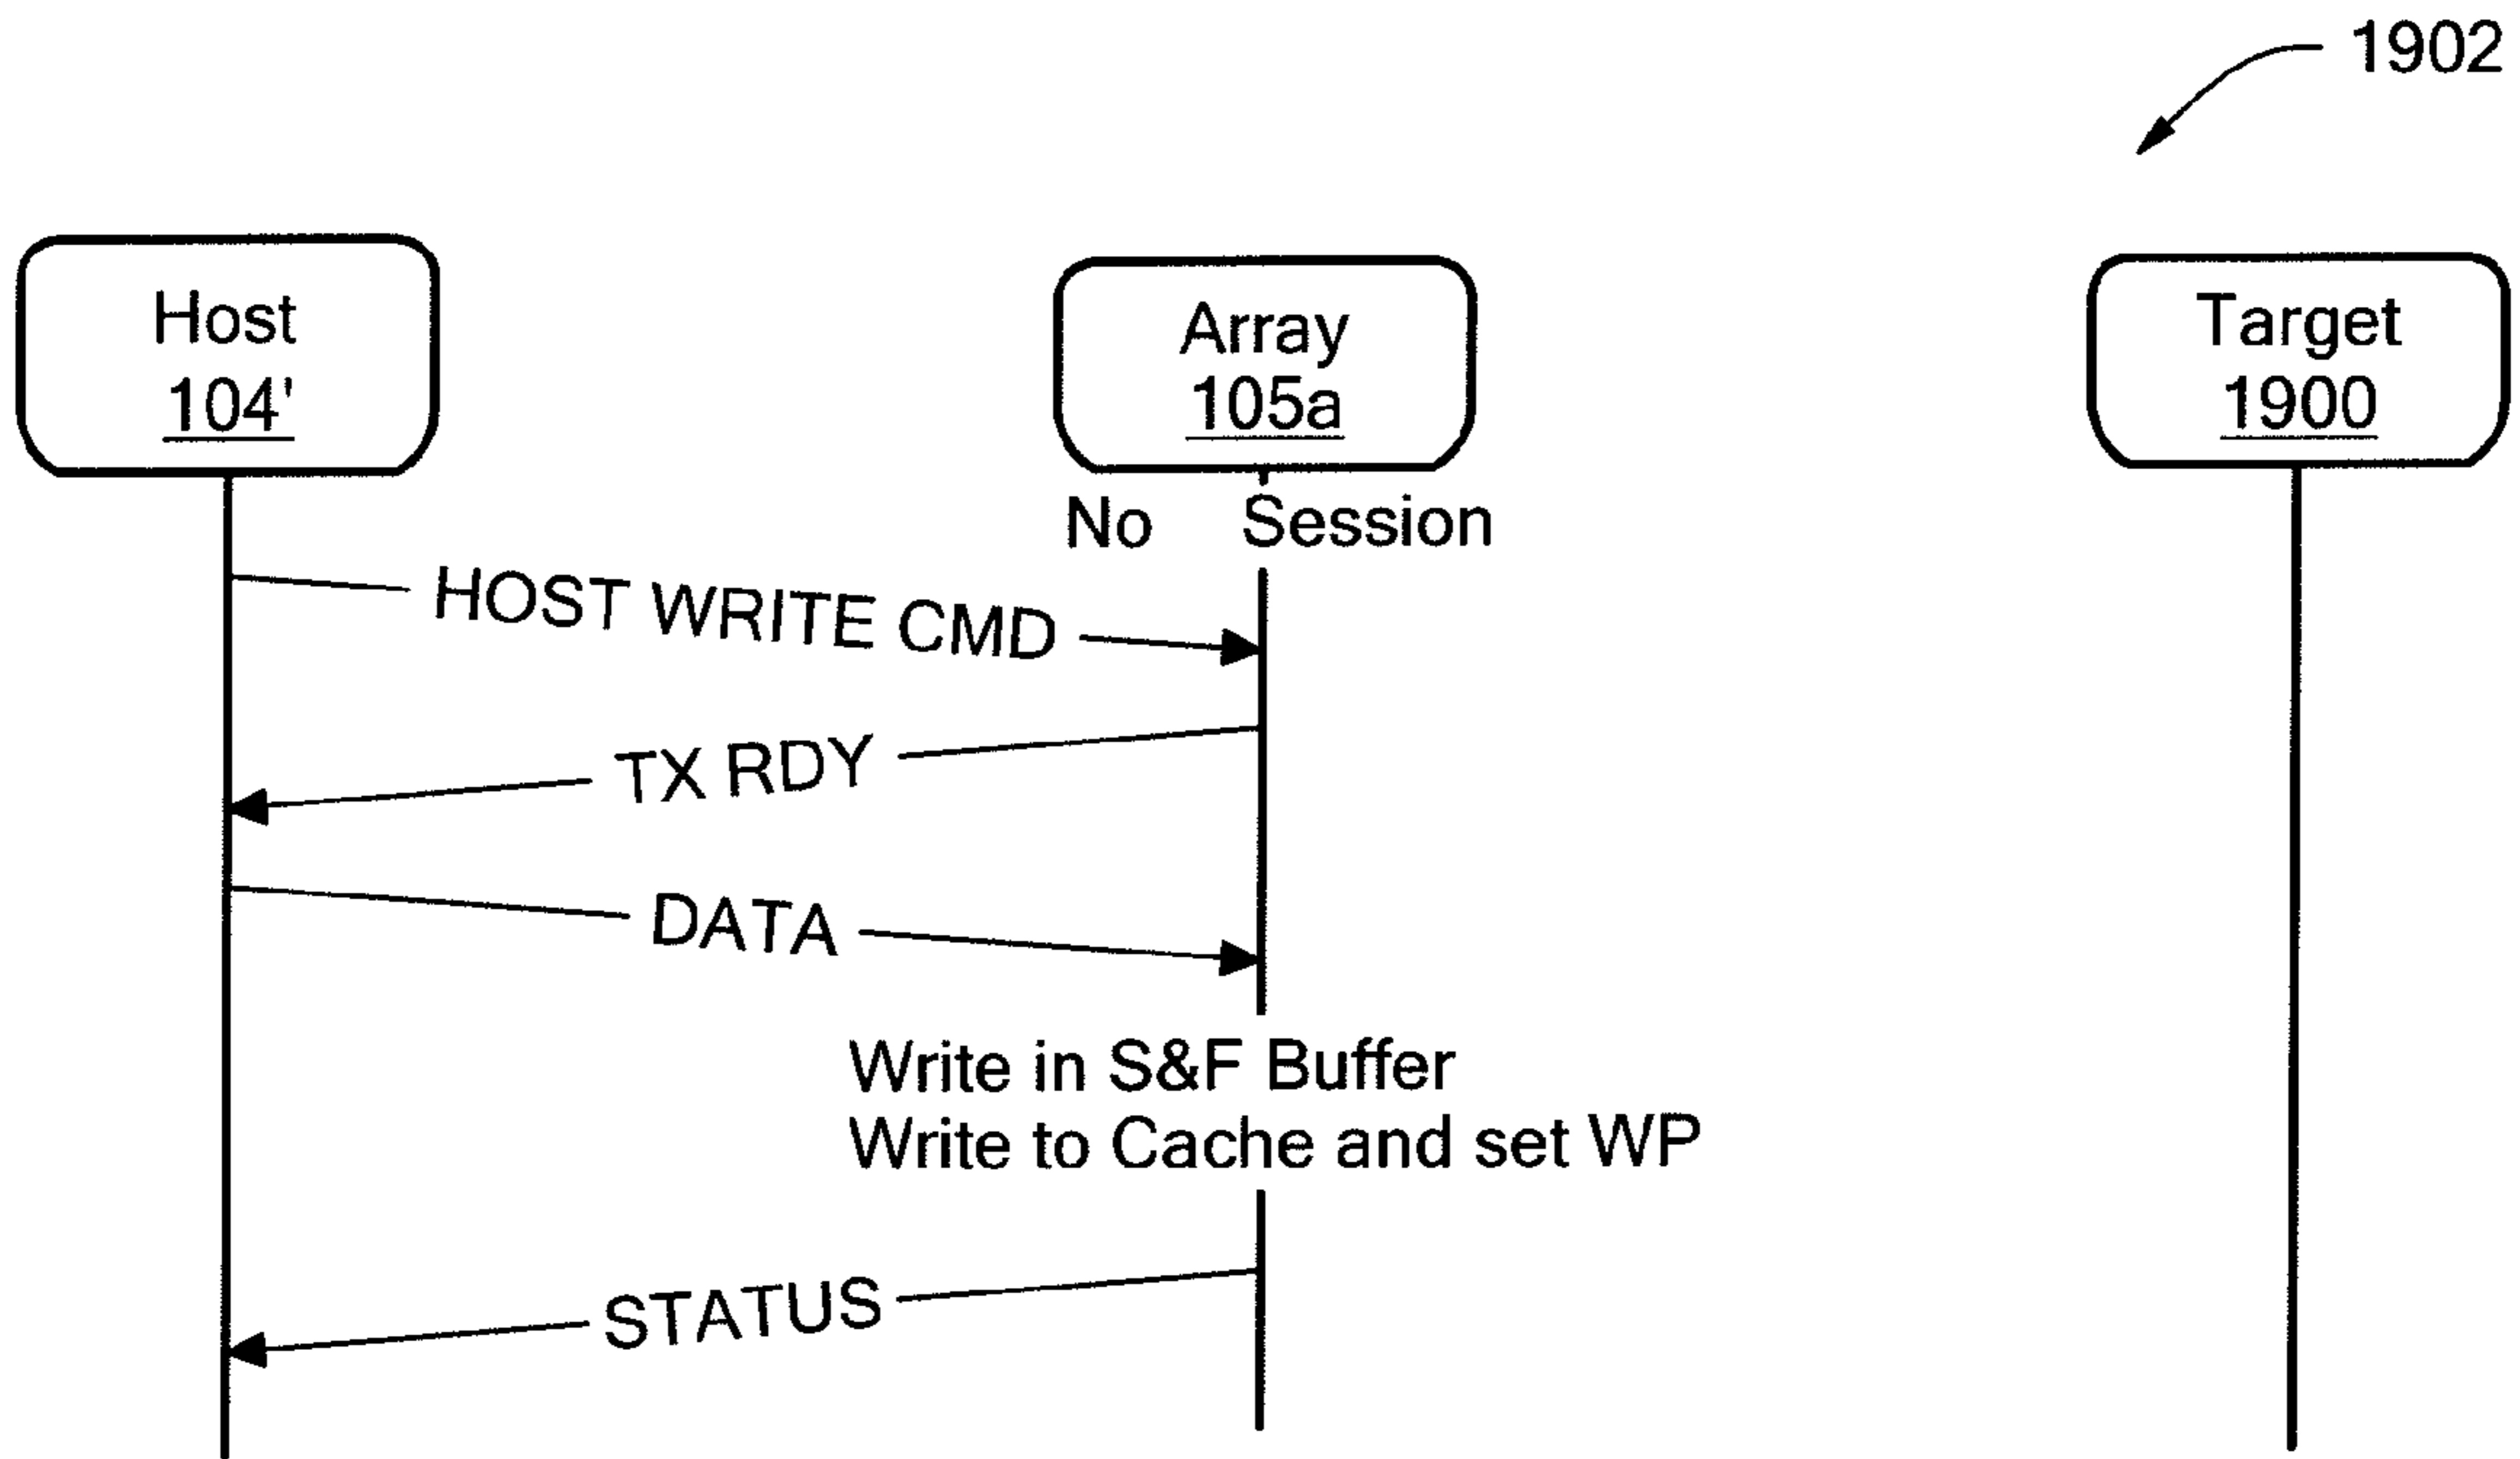 1902
Host
104'
Array
105a
Target
1900
No Session
HOST WRITE CMD
TX RDY
DATA
Write in S&F Buffer
Write to Cache and set WP
STATUS